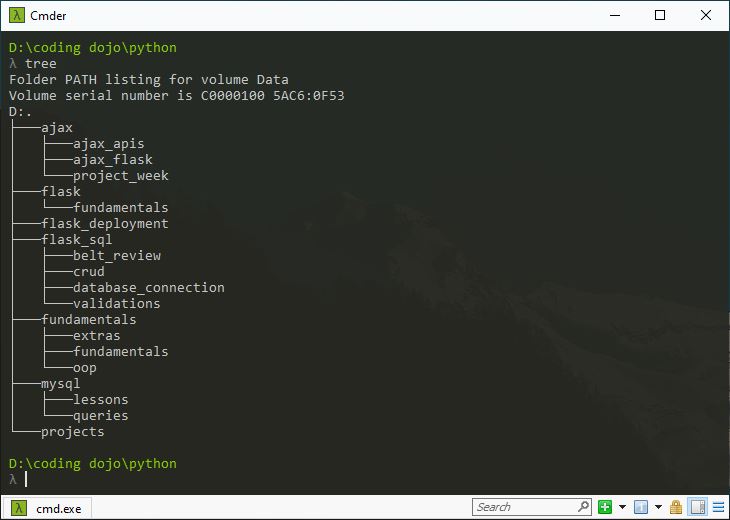 λ Cmder
D:\coding dojo\python
λ tree
Folder PATH listing for volume Data
Volume serial number is C0000100 5AC6:0F53
D:.
├───ajax
│   ├───ajax_apis
│   ├───ajax_flask
│   └───project_week
├───flask
│   └───fundamentals
├───flask_deployment
├───flask_sql
│   ├───belt_review
│   ├───crud
│   ├───database_connection
│   └───validations
├───fundamentals
│   ├───extras
│   ├───fundamentals
│   └───oop
├───mysql
│   ├───lessons
│   └───queries
└───projects
D:\coding dojo\python
λ
λ cmd.exe
Search
1